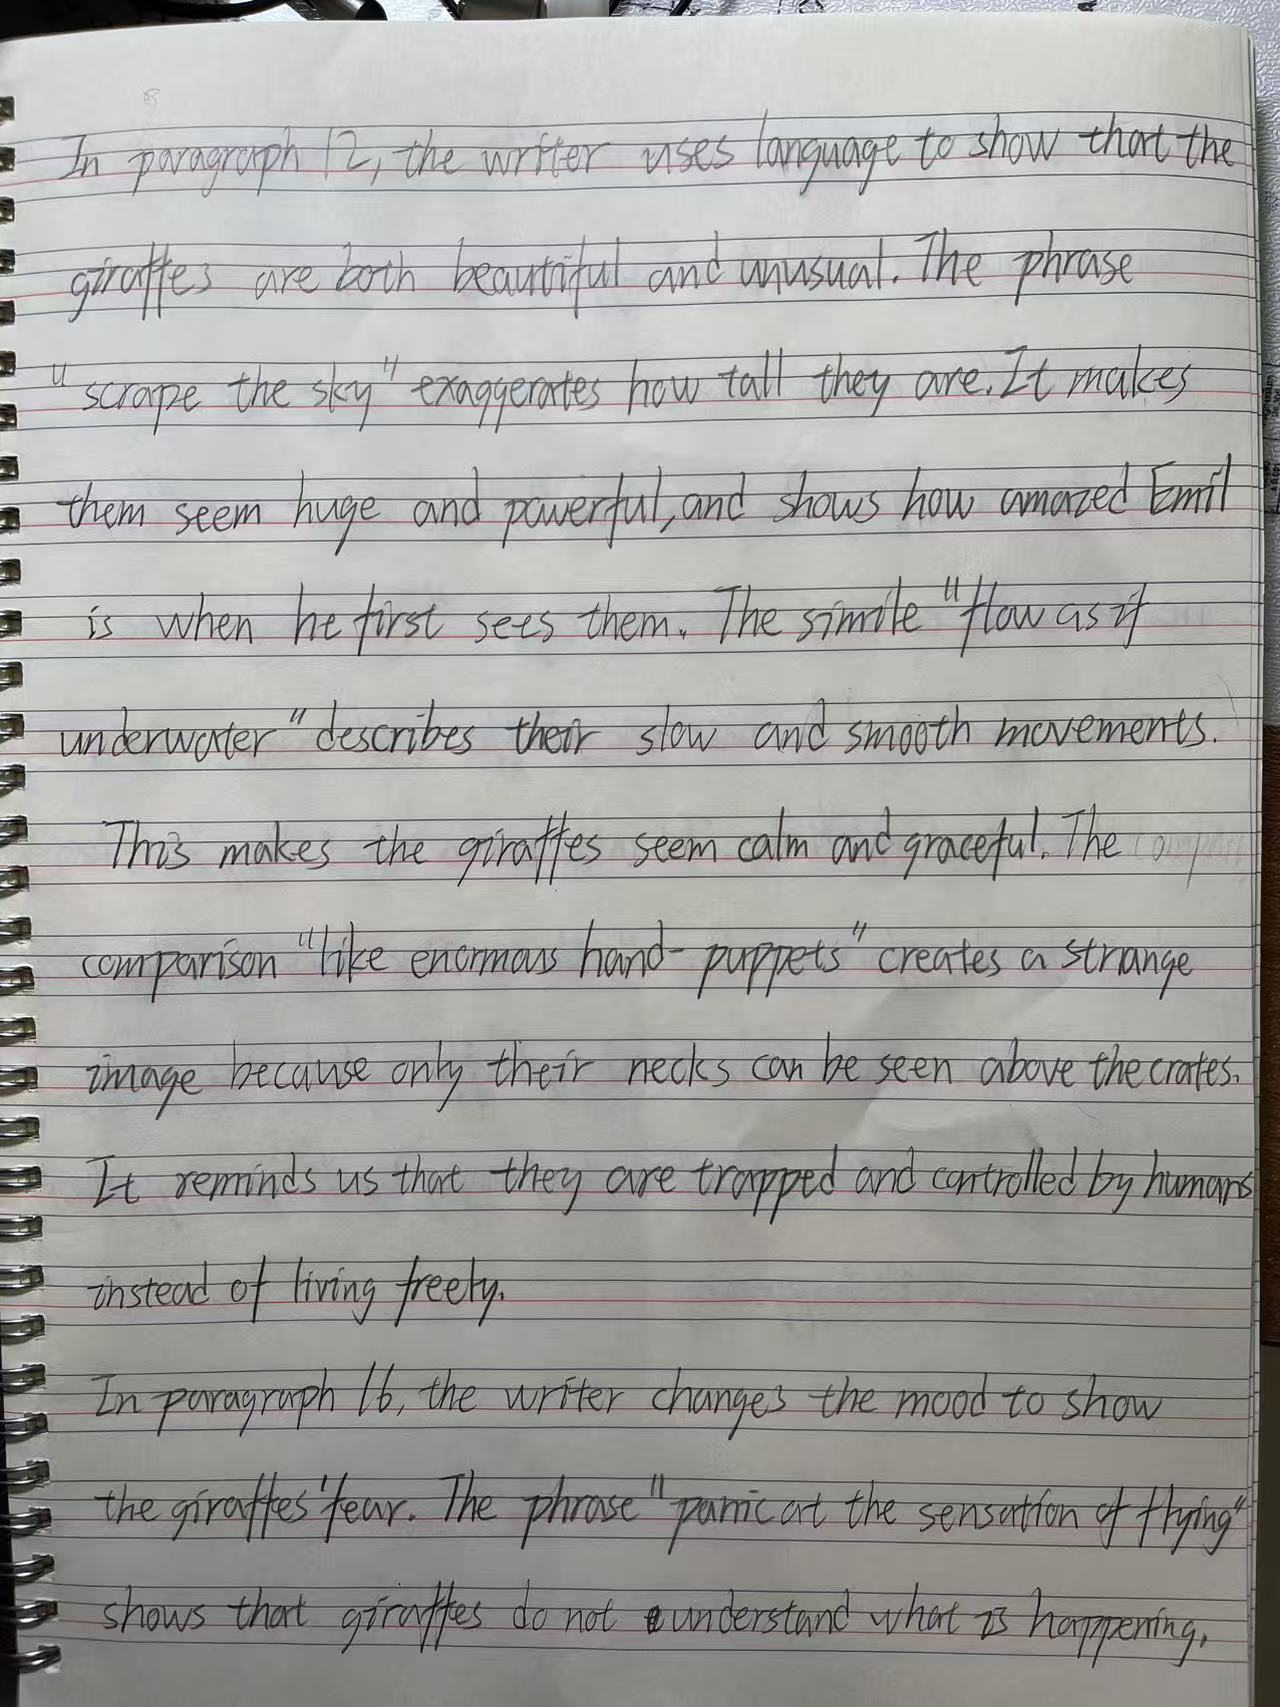 In paragraph 12, the writer uses language to show that the
giraffes are both beautiful and unusual. The phrase
"scrape the sky" exaggerates how tall they are. It makes
them seem huge and powerful, and shows how amazed Emil
is when he first sees them. The simile "flow as if
underwater" describes their slow and smooth movements.
This makes the giraffes seem calm and graceful. The
comparison "like enormous hand-puppets" creates a strange
image because only their necks can be seen above the crates.
It reminds us that they are trapped and controlled by humans
instead of living freely.
In paragraph 16, the writer changes the mood to show
the giraffes' fear. The phrase "panic at the sensation of flying"
shows that giraffes do not understand what is happening.